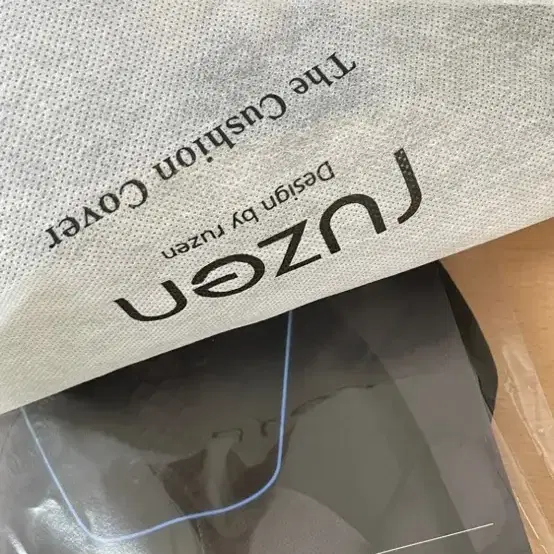 ruzen
Design by ruzen
The Cushion Cover